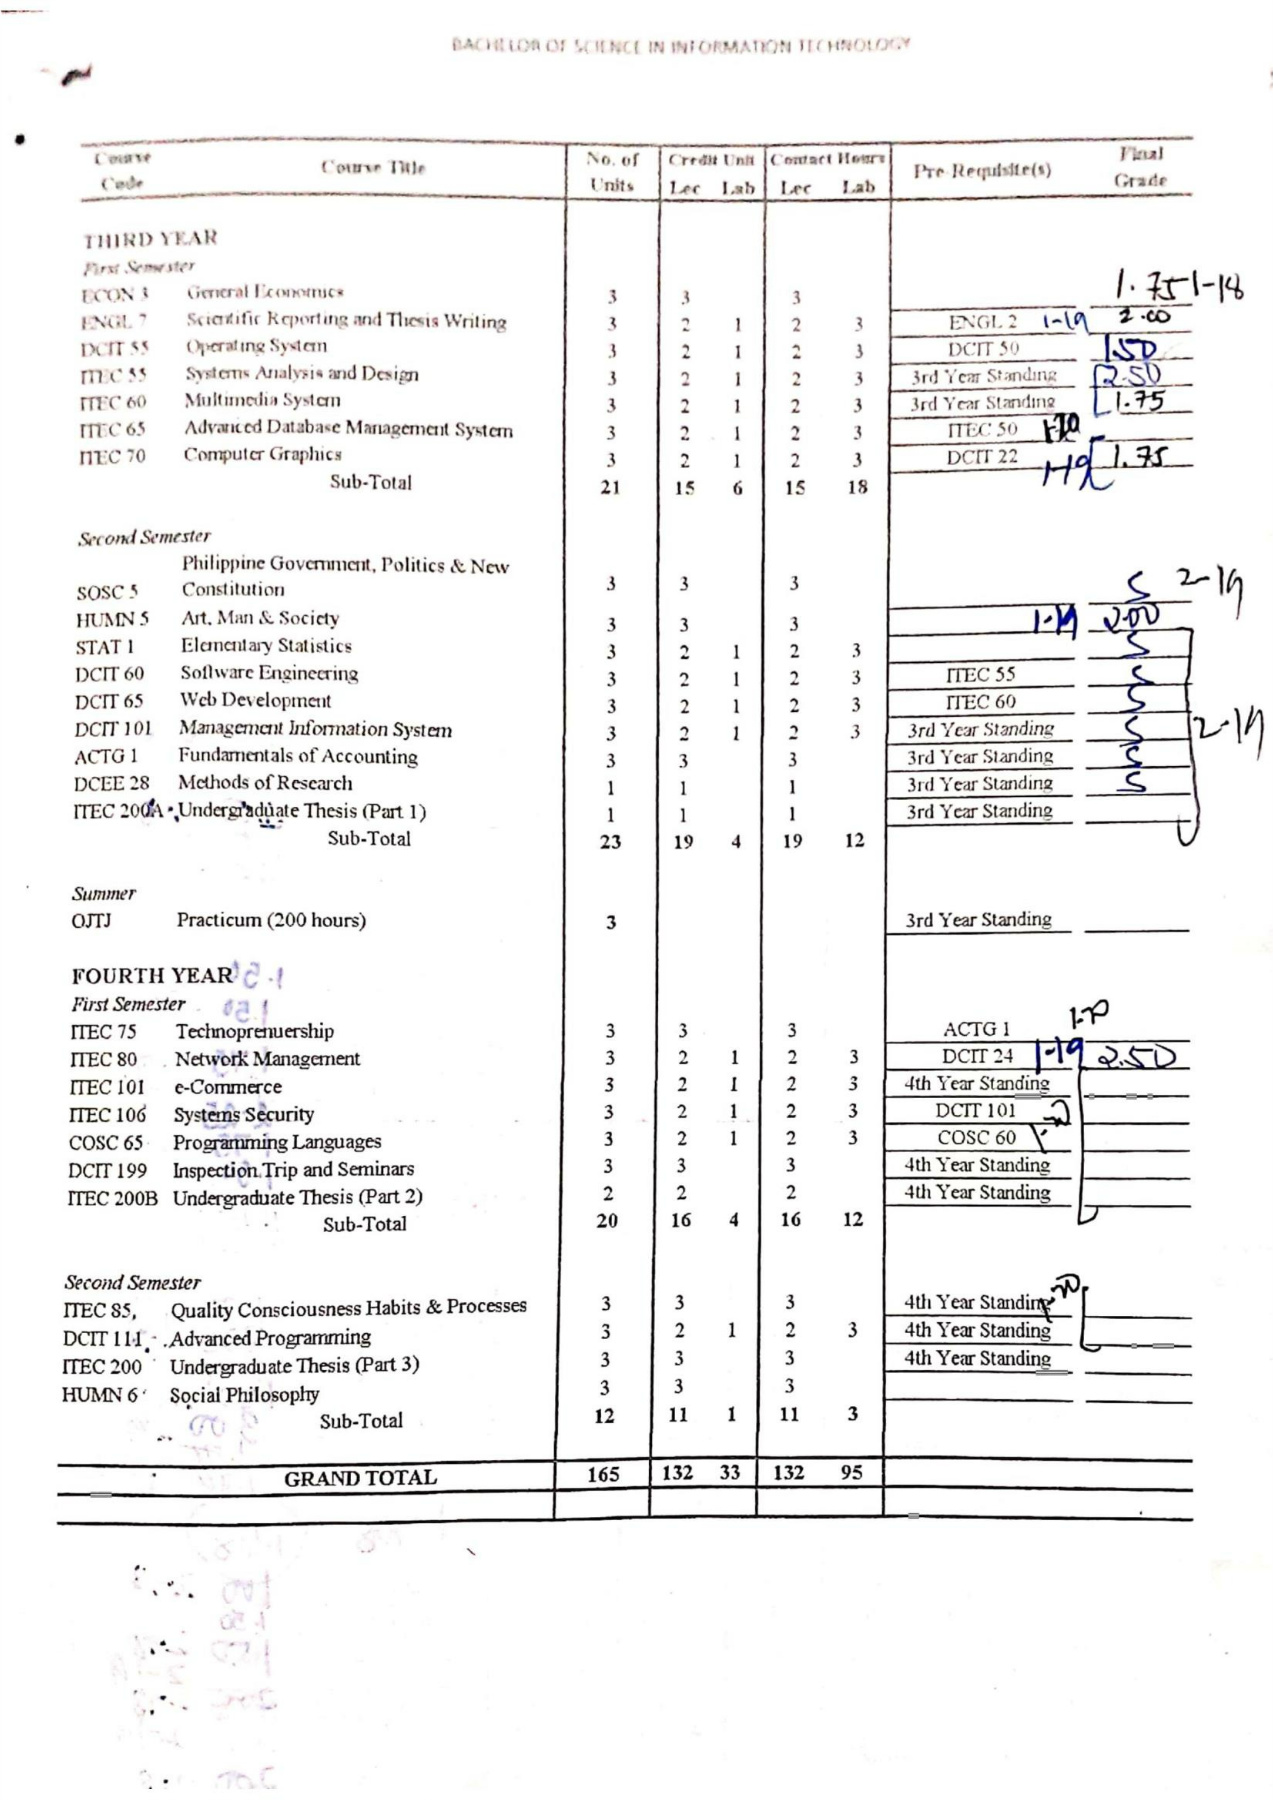 BACHELOR OF SCIENCE IN INFORMATION TECHNOLOGY
Course Code Course Title No. of Units Credit Unit Lec Lab Contact Hours Lec Lab Pre-Requisite(s) Final Grade
THIRD YEAR
First Semester
ECON 3 General Economics 3 3 3 1.75 1-18
ENGL 7 Scientific Reporting and Thesis Writing 3 2 1 2 3 ENGL 2 1-19 2.00
DCIT 55 Operating System 3 2 1 2 3 DCIT 50 1.50
ITEC 55 Systems Analysis and Design 3 2 1 2 3 3rd Year Standing 2.50
ITEC 60 Multimedia System 3 2 1 2 3 3rd Year Standing 1.75
ITEC 65 Advanced Database Management System 3 2 1 2 3 ITEC 50 1-20
ITEC 70 Computer Graphics 3 2 1 2 3 DCIT 22 1-19 1.75
Sub-Total 21 15 6 15 18
Second Semester
Philippine Government, Politics & New
SOSC 5 Constitution 3 3 3 S 2-19
HUMN 5 Art, Man & Society 3 3 3 1-19 2.00
STAT 1 Elementary Statistics 3 2 1 2 3 S
DCIT 60 Software Engineering 3 2 1 2 3 ITEC 55 S
DCIT 65 Web Development 3 2 1 2 3 ITEC 60 S
DCIT 101 Management Information System 3 2 1 2 3 3rd Year Standing S 2-19
ACTG 1 Fundamentals of Accounting 3 3 3 3rd Year Standing S
DCEE 28 Methods of Research 1 1 1 3rd Year Standing S
ITEC 200A Undergraduate Thesis (Part 1) 1 1 1 3rd Year Standing
Sub-Total 23 19 4 19 12
Summer
OJTJ Practicum (200 hours) 3 3rd Year Standing
FOURTH YEAR
First Semester
ITEC 75 Technoprenuership 3 3 3 ACTG 1 1-20
ITEC 80 Network Management 3 2 1 2 3 DCIT 24 1-19 2.50
ITEC 101 e-Commerce 3 2 1 2 3 4th Year Standing
ITEC 106 Systems Security 3 2 1 2 3 DCIT 101
COSC 65 Programming Languages 3 2 1 2 3 COSC 60 1-20
DCIT 199 Inspection Trip and Seminars 3 3 3 4th Year Standing
ITEC 200B Undergraduate Thesis (Part 2) 2 2 2 4th Year Standing
Sub-Total 20 16 4 16 12
Second Semester
ITEC 85, Quality Consciousness Habits & Processes 3 3 3 4th Year Standing
DCIT 111 Advanced Programming 3 2 1 2 3 4th Year Standing
ITEC 200 Undergraduate Thesis (Part 3) 3 3 3 4th Year Standing
HUMN 6 Social Philosophy 3 3 3
Sub-Total 12 11 1 11 3
GRAND TOTAL 165 132 33 132 95